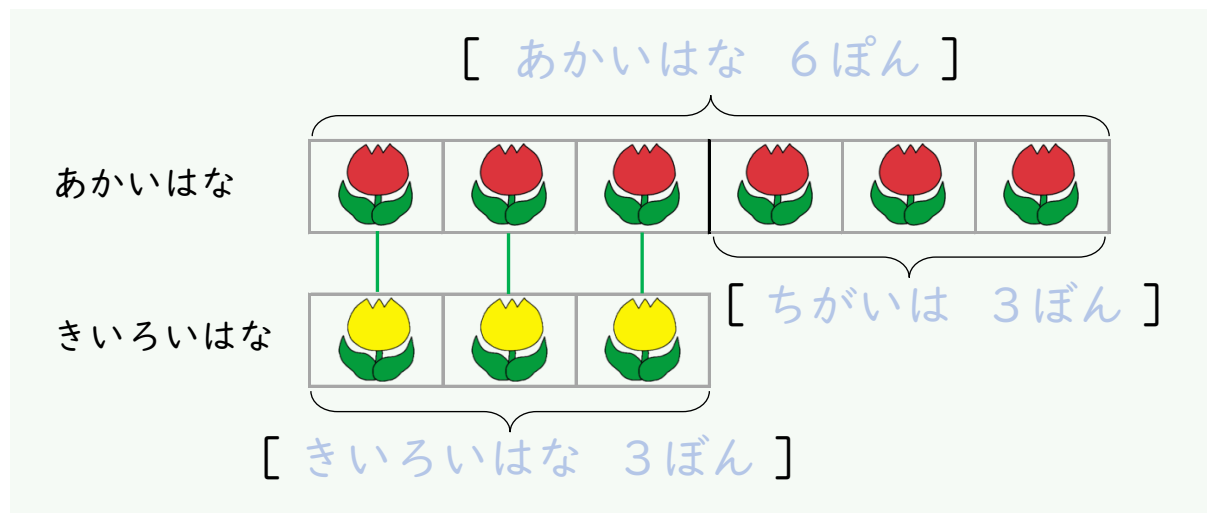 [ あかいはな ６ぽん ]
あかいはな
[ ちがいは ３ぼん ]
きいろいはな
[ きいろいはな ３ぼん ]